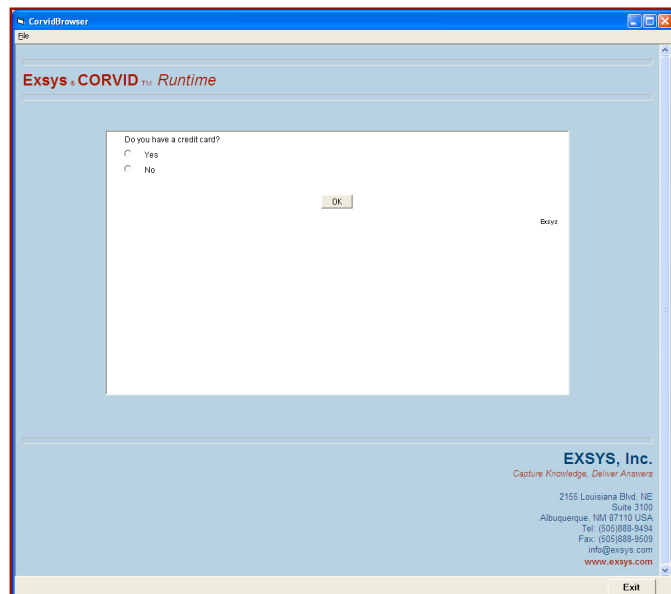 CorvidBrowser
File
Exsys ® CORVID TM Runtime
Do you have a credit card?
Yes
No
OK
Exsys
EXSYS, Inc.
Capture Knowledge, Deliver Answers
2155 Louisiana Blvd. NE
Suite 3100
Albuquerque, NM 87110 USA
Tel: (505)888-9494
Fax: (505)888-9509
info@exsys.com
www.exsys.com
Exit